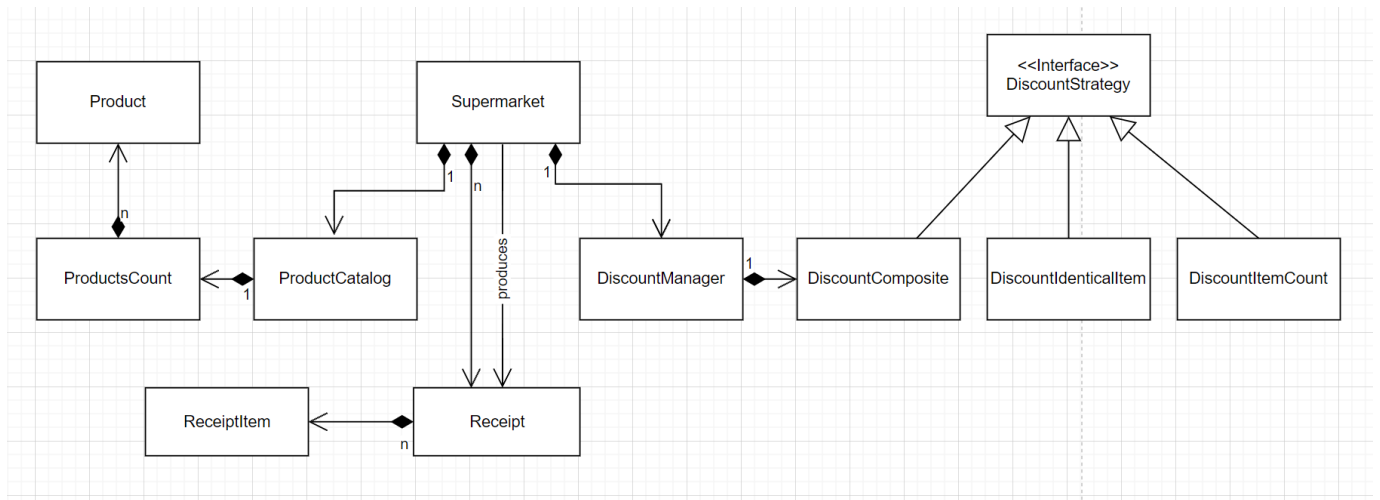 <<Interface>>
DiscountStrategy
Product
Supermarket
1
n
1
n
produces
1
ProductsCount
1
ProductCatalog
DiscountManager
DiscountComposite
DiscountIdenticalItem
DiscountItemCount
ReceiptItem
n
Receipt